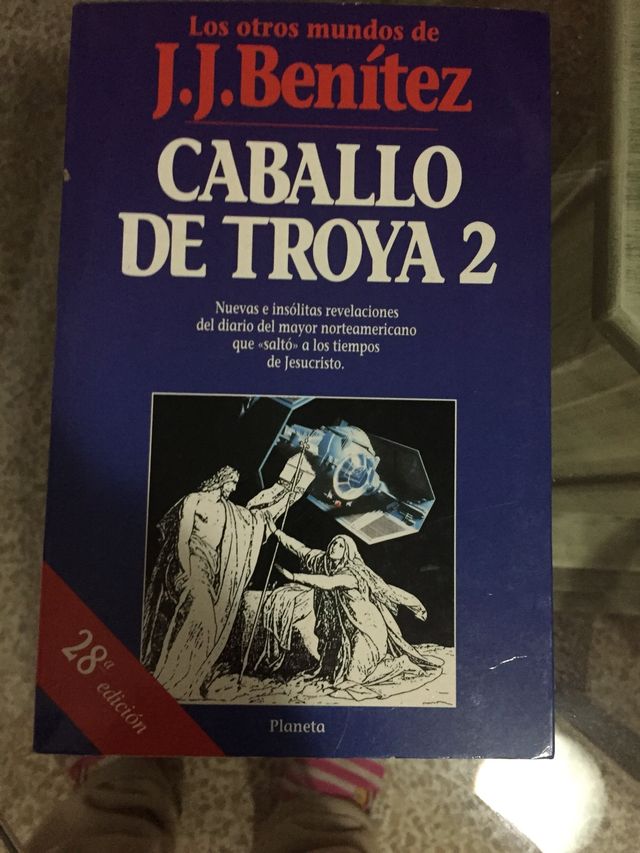 Los otros mundos de
J.J.Benítez
CABALLO
DE TROYA 2
Nuevas e insólitas revelaciones
del diario del mayor norteamericano
que «saltó» a los tiempos
de Jesucristo.
28ª edición
Planeta